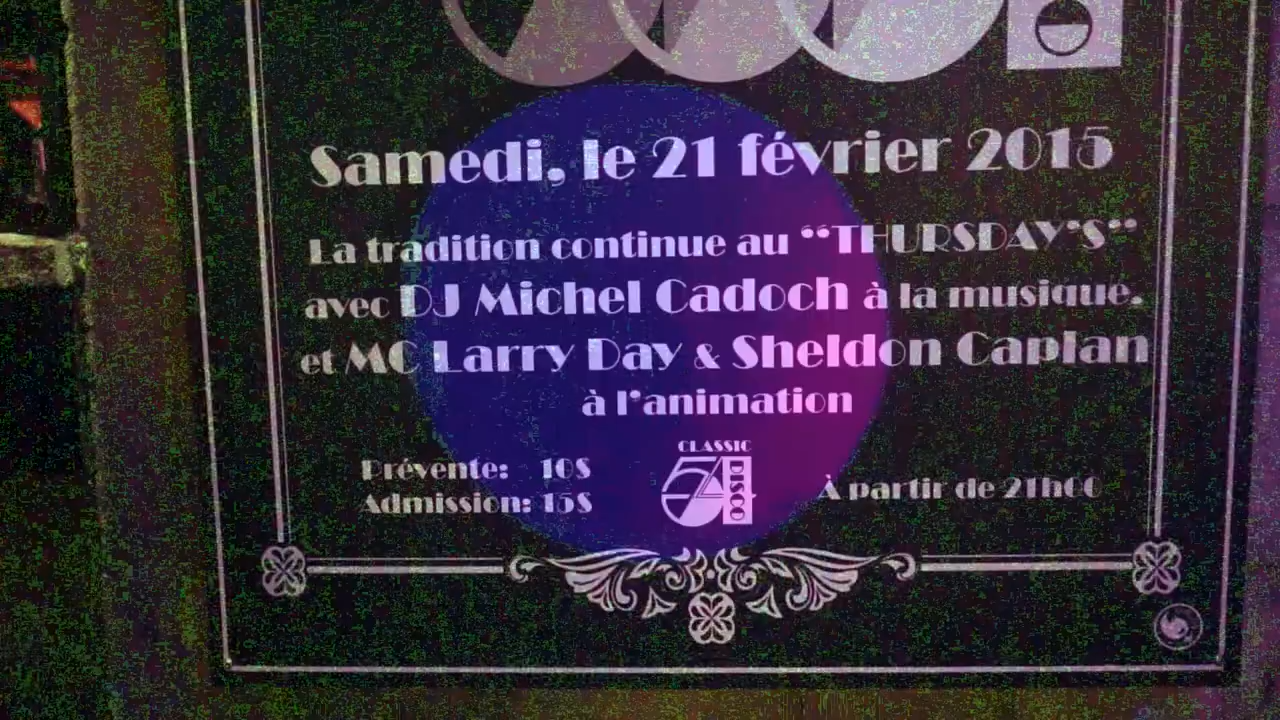 Samedi, le 21 février 2015
La tradition continue au "THURSDAY'S"
avec DJ Michel Cadoch à la musique.
et MC Larry Day & Sheldon Caplan
à l'animation
CLASSIC
54 DISCO
Prévente: 10$
Admission: 15$
À partir de 21h00